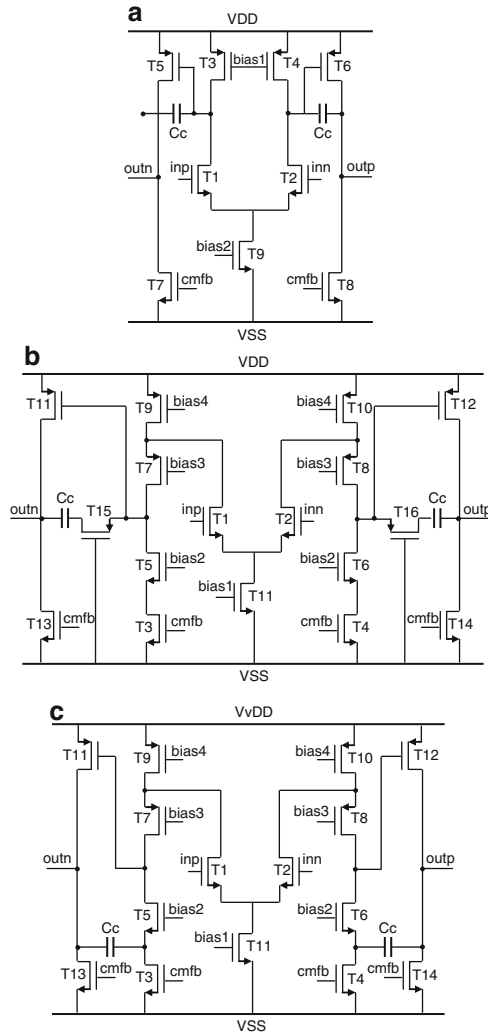 a
VDD
T5 T3 bias1 T4 T6
Cc Cc
inp T1 T2 inn
outn outp
bias2 T9
T7 cmfb cmfb T8
VSS
b
VDD
T11 T9 bias4 bias4 T10 T12
T7 bias3 bias3 T8
Cc T15 inp T1 T2 inn T16 Cc
outn outp
T5 bias2 bias2 T6
bias1 T11
T13 cmfb T3 cmfb cmfb T4 cmfb T14
VSS
c
VvDD
T11 T9 bias4 bias4 T10 T12
T7 bias3 bias3 T8
outn inp T1 T2 inn outp
T5 bias2 bias2 T6
Cc bias1 T11 Cc
T13 cmfb T3 cmfb cmfb T4 cmfb T14
VSS